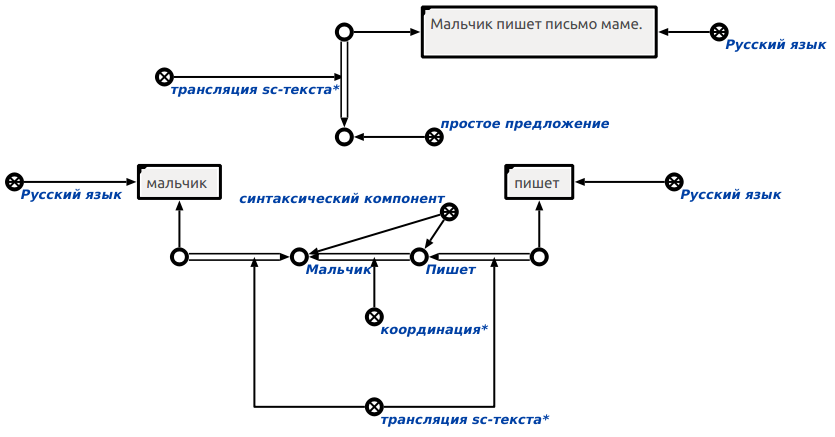 Мальчик пишет письмо маме.
Русский язык
трансляция sc-текста*
простое предложение
мальчик
пишет
Русский язык
синтаксический компонент
Русский язык
Мальчик
Пишет
координация*
трансляция sc-текста*